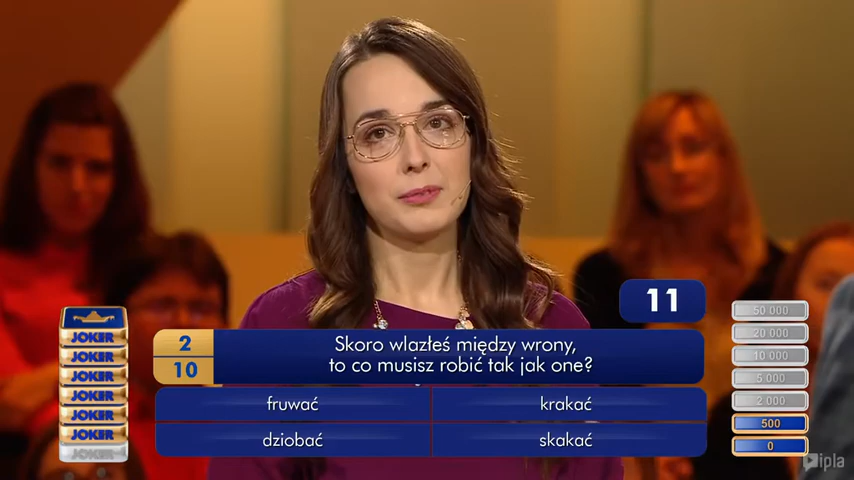 11
50 000
20 000
10 000
5 000
2 000
500
0
JOKER
JOKER
JOKER
JOKER
JOKER
JOKER
JOKER
2
10
Skoro wlazłeś między wrony,
to co musisz robić tak jak one?
fruwać
krakać
dziobać
skakać
ipla